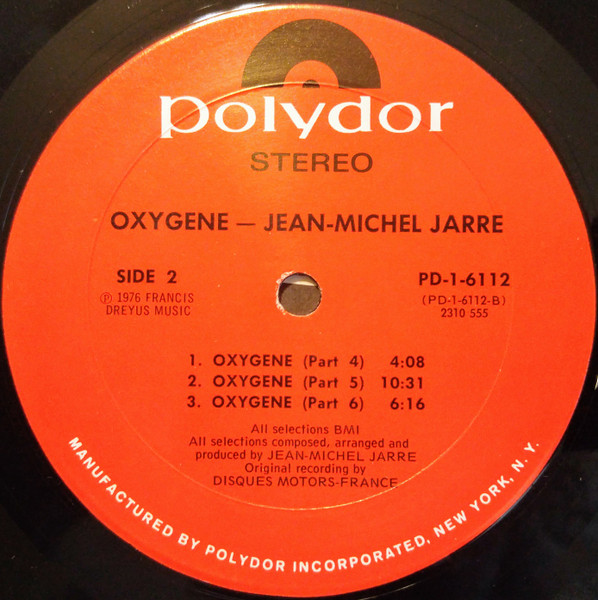 polydor
STEREO
OXYGENE — JEAN-MICHEL JARRE
SIDE 2
℗ 1976 FRANCIS
DREYUS MUSIC
PD-1-6112
(PD-1-6112-B)
2310 555
1. OXYGENE (Part 4) 4:08
2. OXYGENE (Part 5) 10:31
3. OXYGENE (Part 6) 6:16
All selections BMI
All selections composed, arranged and
produced by JEAN-MICHEL JARRE
Original recording by
DISQUES MOTORS-FRANCE
MANUFACTURED BY POLYDOR INCORPORATED, NEW YORK, N. Y.